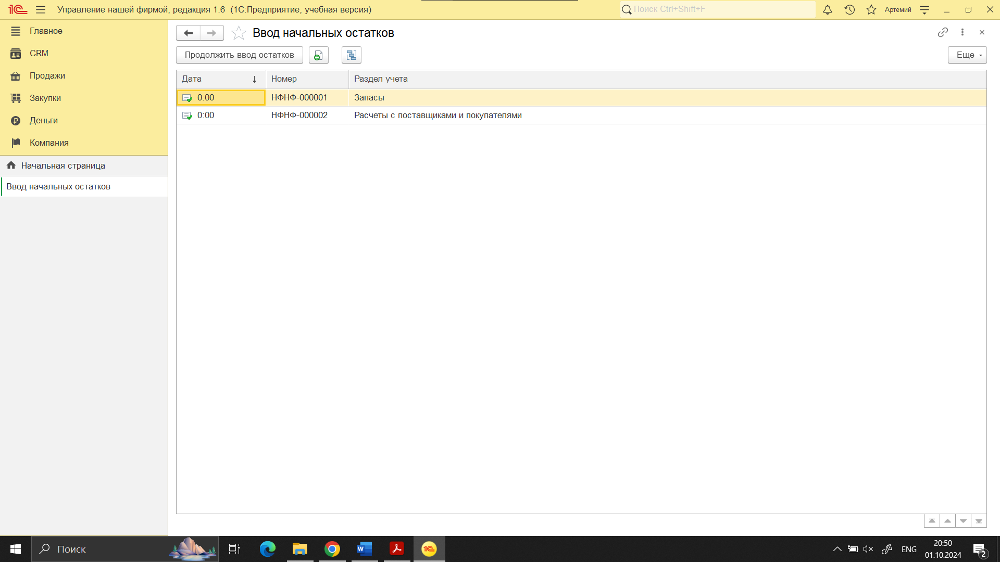 1С Управление нашей фирмой, редакция 1.6 (1С:Предприятие, учебная версия)
Поиск Ctrl+Shift+F
Артемий
Главное
CRM
Продажи
Закупки
Деньги
Компания
Начальная страница
Ввод начальных остатков
Ввод начальных остатков
Продолжить ввод остатков
Еще
Дата Номер Раздел учета
0:00 НФНФ-000001 Запасы
0:00 НФНФ-000002 Расчеты с поставщиками и покупателями
Поиск
ENG
20:50
01.10.2024
2